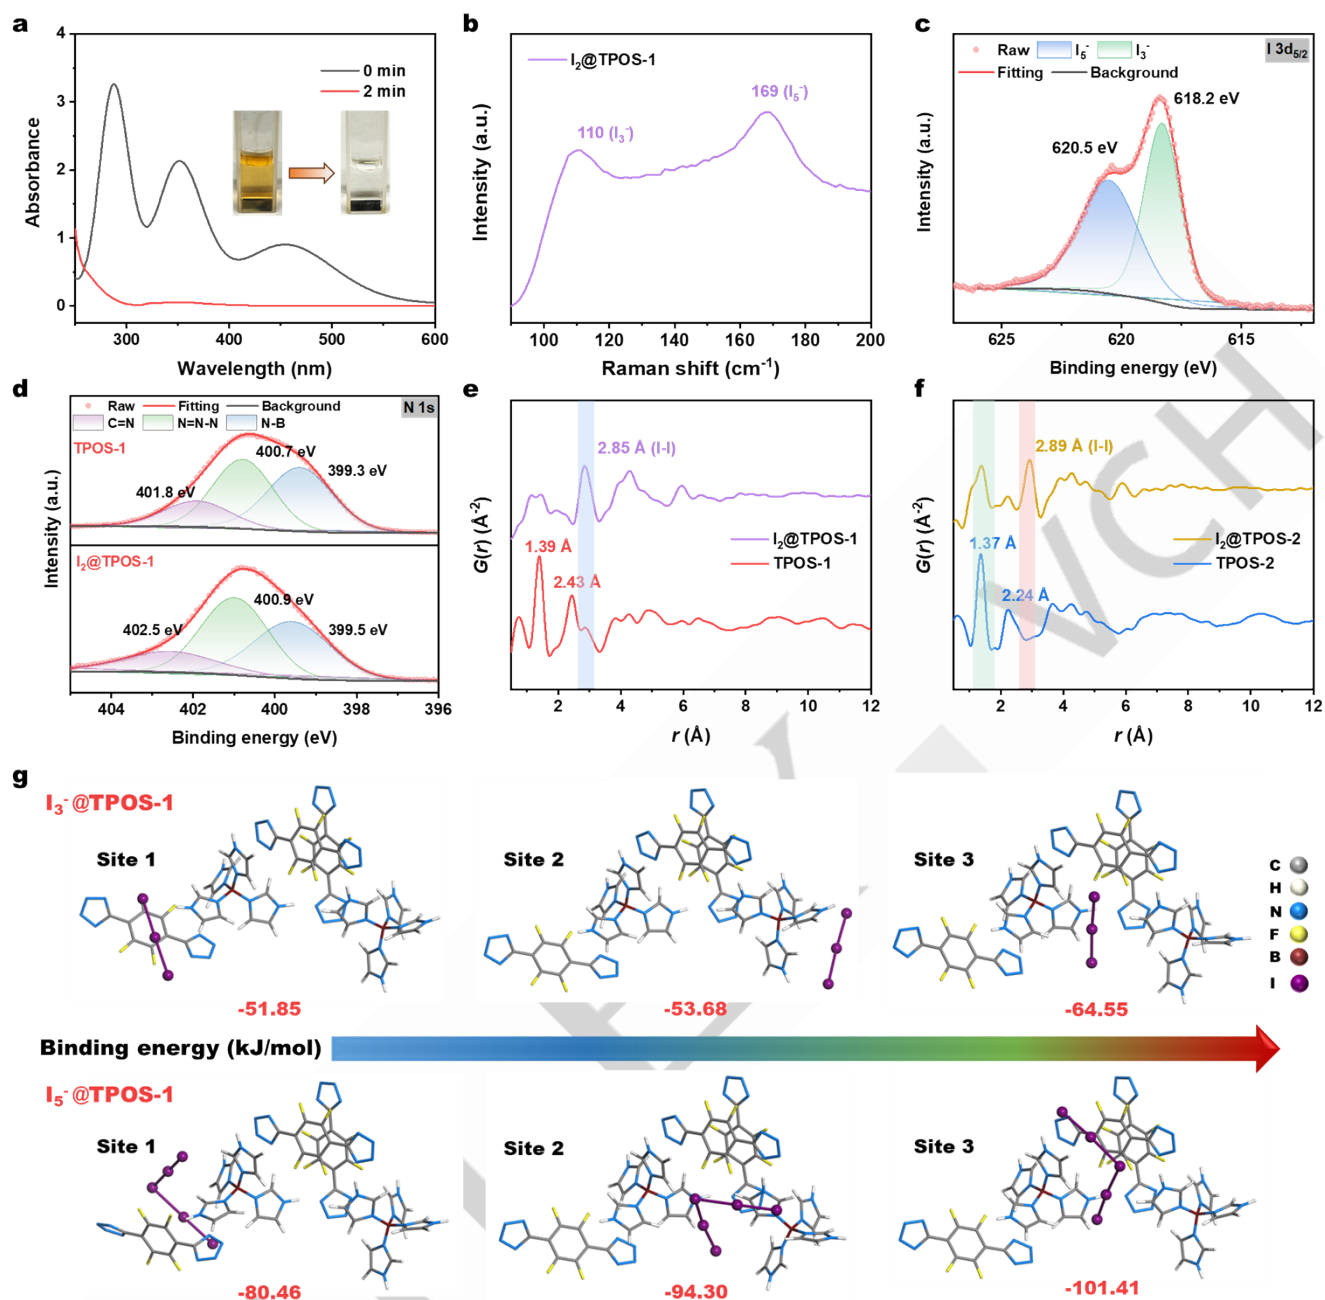 a
Absorbance
4
3
2
1
0
0 min
2 min
300
400
500
600
Wavelength (nm)
b
Intensity (a.u.)
I₂@TPOS-1
110 (I₃⁻)
169 (I₅⁻)
100
120
140
160
180
200
Raman shift (cm⁻¹)
c
Intensity (a.u.)
Raw I₅⁻ I₃⁻
Fitting Background
I 3d₅/₂
618.2 eV
620.5 eV
625
620
615
Binding energy (eV)
d
Intensity (a.u.)
Raw Fitting Background
C=N N=N-N N-B
N 1s
TPOS-1
400.7 eV
399.3 eV
401.8 eV
I₂@TPOS-1
400.9 eV
402.5 eV
399.5 eV
404
402
400
398
396
Binding energy (eV)
e
G(r) (Å⁻²)
2.85 Å (I-I)
I₂@TPOS-1
TPOS-1
1.39 Å
2.43 Å
2
4
6
8
10
12
r (Å)
f
G(r) (Å⁻²)
2.89 Å (I-I)
I₂@TPOS-2
TPOS-2
1.37 Å
2.24 Å
2
4
6
8
10
12
r (Å)
g
I₃⁻@TPOS-1
Site 1
-51.85
Site 2
-53.68
Site 3
-64.55
C
H
N
F
B
I
Binding energy (kJ/mol)
I₅⁻@TPOS-1
Site 1
-80.46
Site 2
-94.30
Site 3
-101.41
VCH